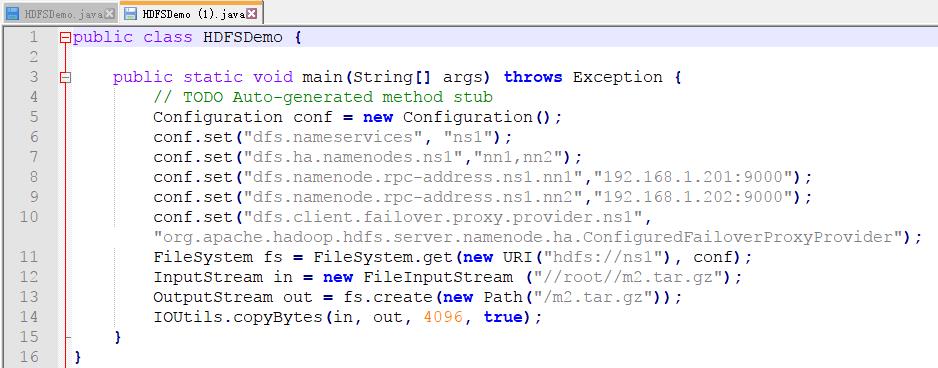 HDFSDemo.java HDFSDemo (1).java
1 public class HDFSDemo {
2
3 public static void main(String[] args) throws Exception {
4 // TODO Auto-generated method stub
5 Configuration conf = new Configuration();
6 conf.set("dfs.nameservices", "ns1");
7 conf.set("dfs.ha.namenodes.ns1","nn1,nn2");
8 conf.set("dfs.namenode.rpc-address.ns1.nn1","192.168.1.201:9000");
9 conf.set("dfs.namenode.rpc-address.ns1.nn2","192.168.1.202:9000");
10 conf.set("dfs.client.failover.proxy.provider.ns1",
"org.apache.hadoop.hdfs.server.namenode.ha.ConfiguredFailoverProxyProvider");
11 FileSystem fs = FileSystem.get(new URI("hdfs://ns1"), conf);
12 InputStream in = new FileInputStream ("//root//m2.tar.gz");
13 OutputStream out = fs.create(new Path("/m2.tar.gz"));
14 IOUtils.copyBytes(in, out, 4096, true);
15 }
16 }